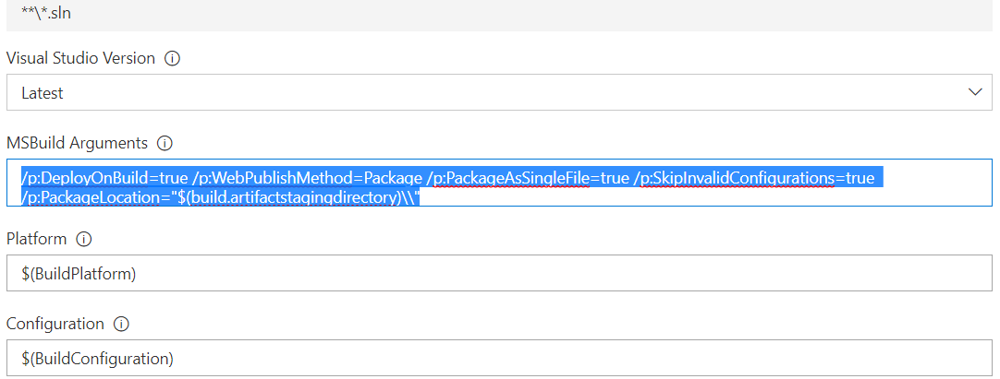 **\*.sln
Visual Studio Version
Latest
MSBuild Arguments
/p:DeployOnBuild=true /p:WebPublishMethod=Package /p:PackageAsSingleFile=true /p:SkipInvalidConfigurations=true
/p:PackageLocation="$(build.artifactstagingdirectory)\\"
Platform
$(BuildPlatform)
Configuration
$(BuildConfiguration)